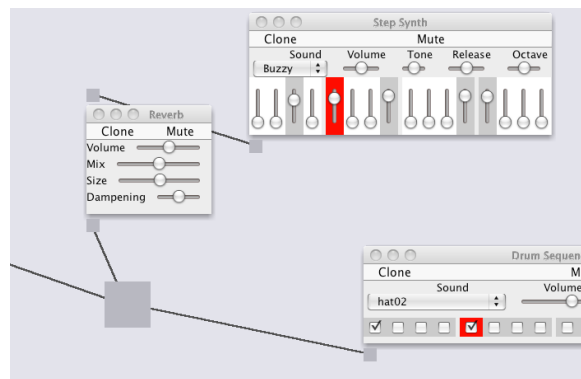 Step Synth
Clone Mute
Sound Volume Tone Release Octave
Buzzy
Reverb
Clone Mute
Volume
Mix
Size
Dampening
Drum Sequen
Clone M
Sound Volume
hat02